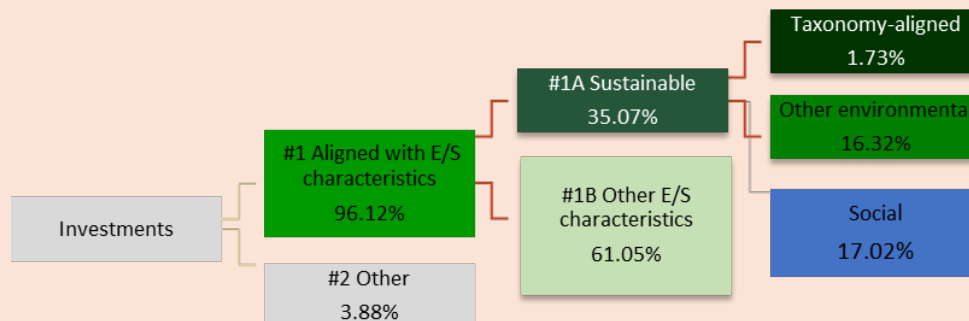 Investments
#1 Aligned with E/S
characteristics
96.12%
#2 Other
3.88%
#1A Sustainable
35.07%
#1B Other E/S
characteristics
61.05%
Taxonomy-aligned
1.73%
Other environmenta
16.32%
Social
17.02%